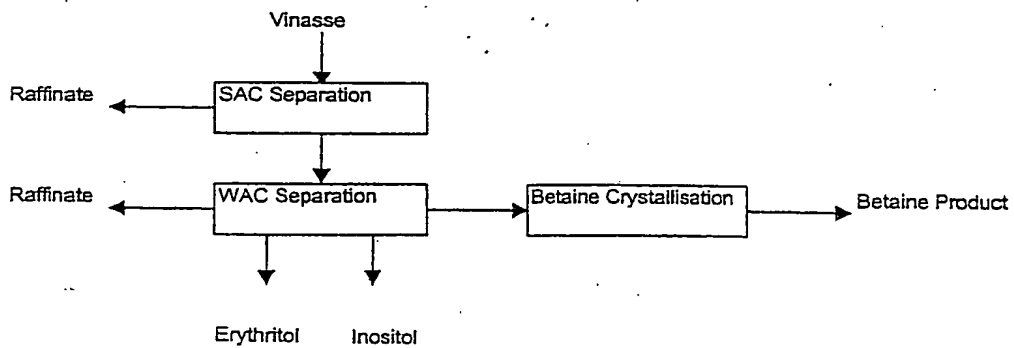 Vinasse
Raffinate
SAC Separation
Raffinate
WAC Separation
Betaine Crystallisation
Betaine Product
Erythritol
Inositol